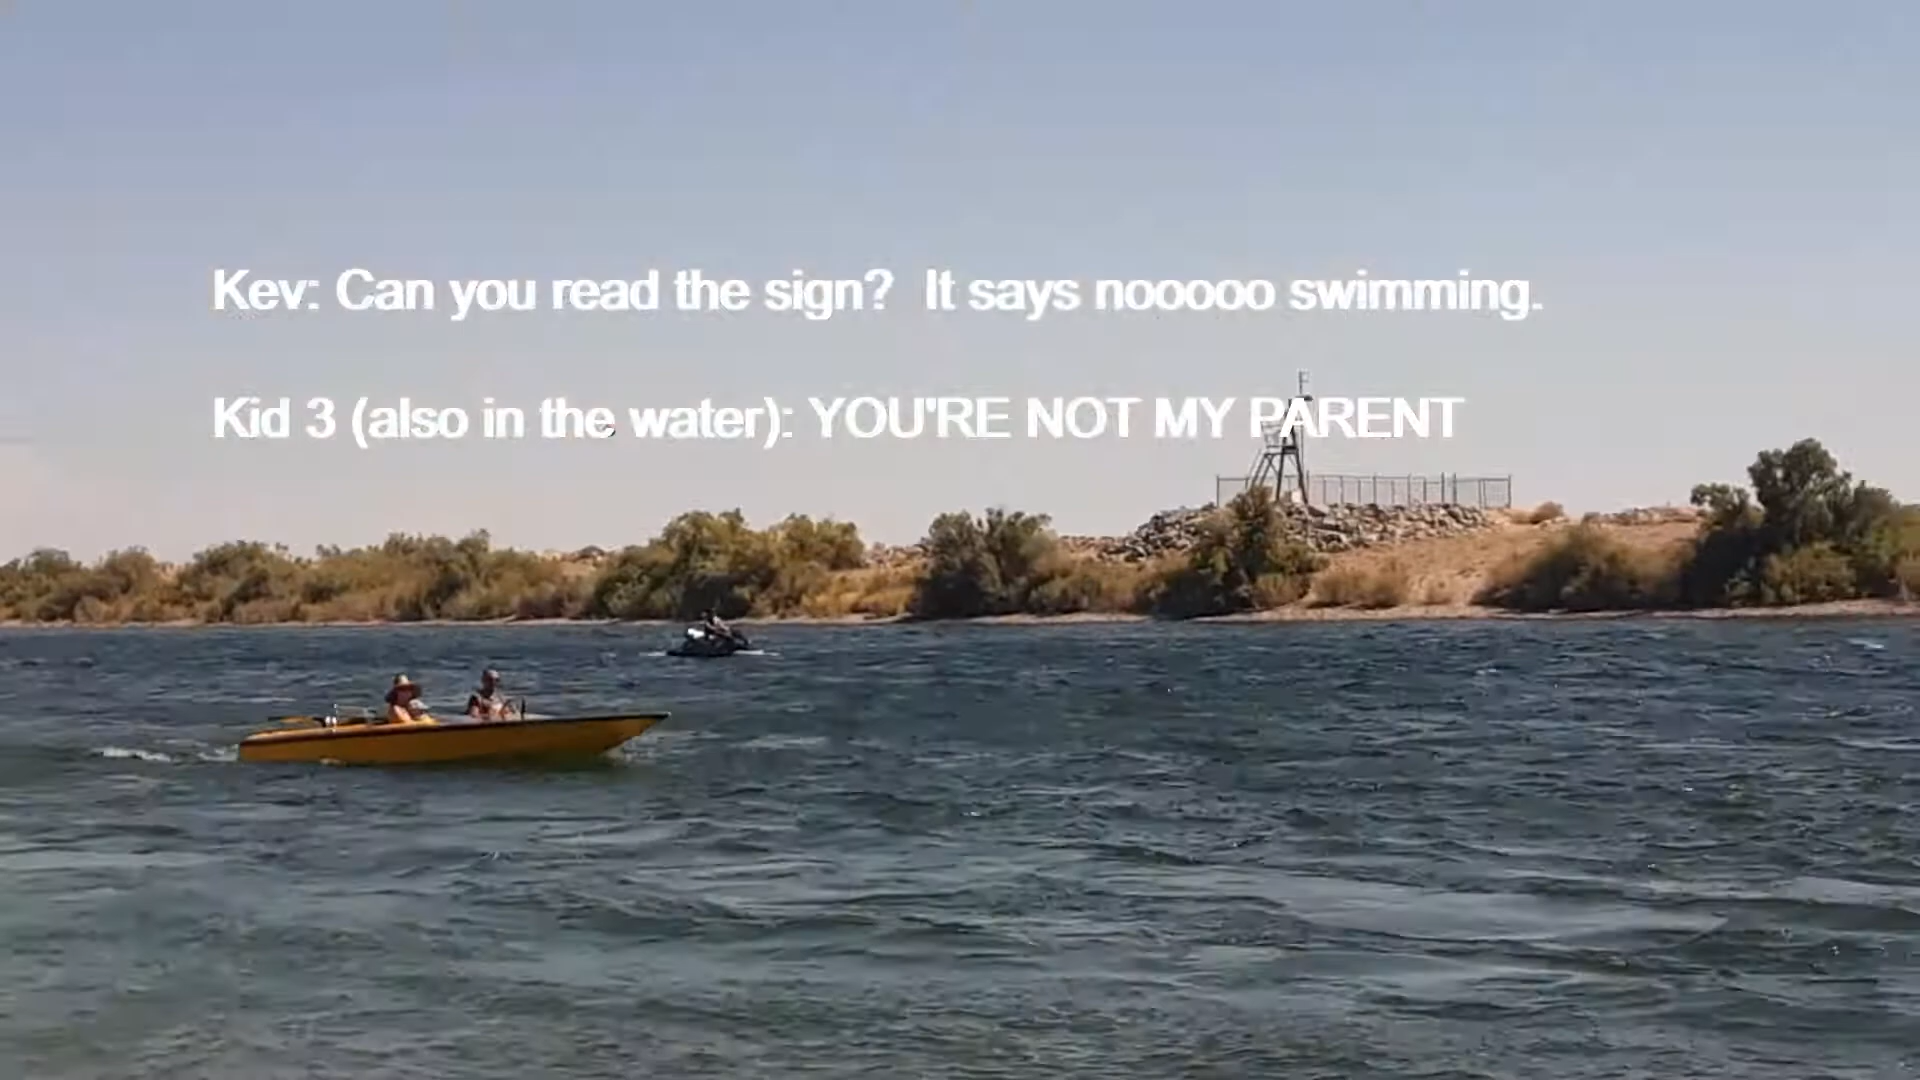 Kev: Can you read the sign?  It says nooooo swimming.
Kid 3 (also in the water): YOU'RE NOT MY PARENT